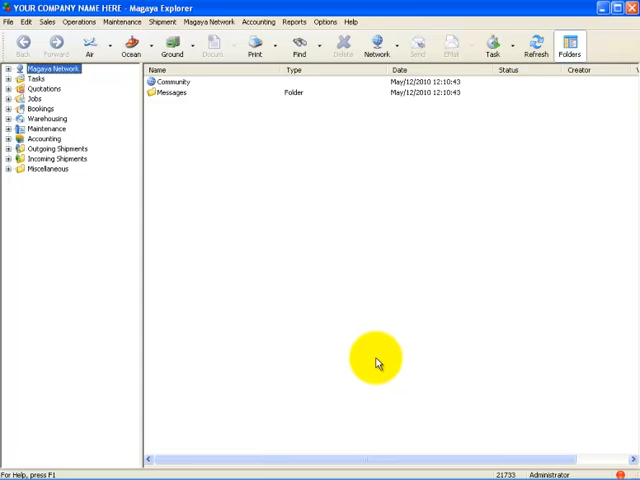 YOUR COMPANY NAME HERE - Magaya Explorer
File Edit Sales Operations Maintenance Shipment Magaya Network Accounting Reports Options Help
Back Forward Air Ocean Ground Docum... Print Find Delete Network Send EMail Task Refresh Folders
Name Type Date Status Creator V
Magaya Network
Tasks
Quotations
Jobs
Bookings
Warehousing
Maintenance
Accounting
Outgoing Shipments
Incoming Shipments
Miscellaneous
Community May/12/2010 12:10:43
Messages Folder May/12/2010 12:10:43
For Help, press F1 21733 Administrator